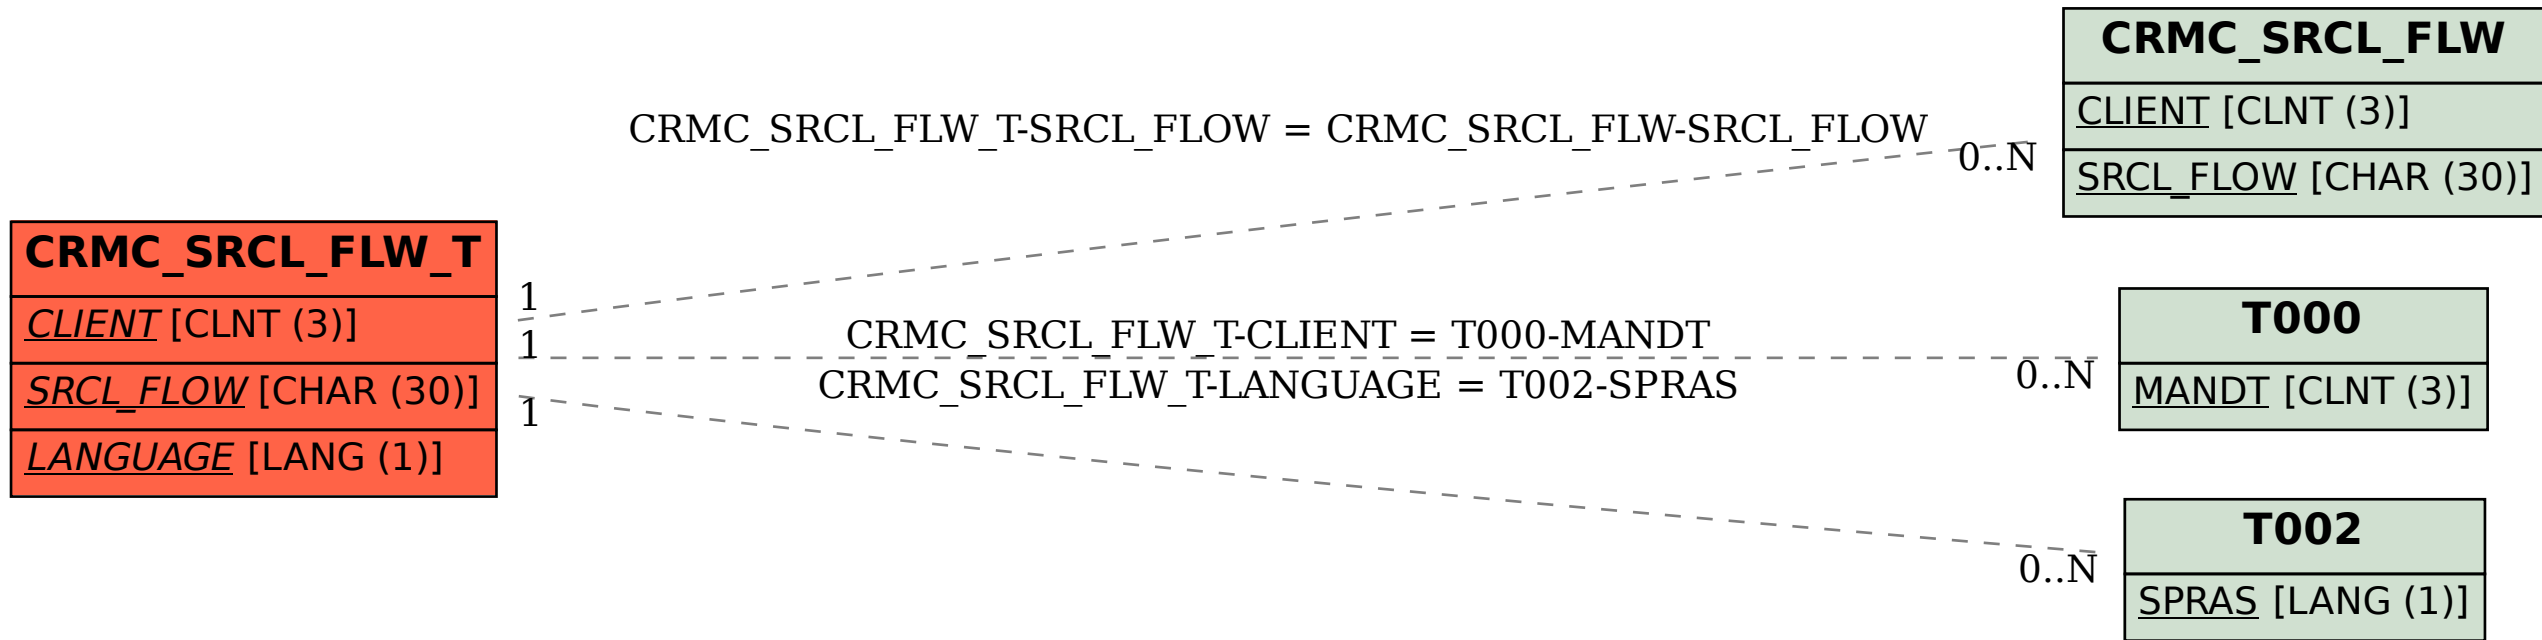 CRMC_SRCL_FLW_T
CLIENT [CLNT (3)]
SRCL_FLOW [CHAR (30)]
LANGUAGE [LANG (1)]
CRMC_SRCL_FLW_T-SRCL_FLOW = CRMC_SRCL_FLW-SRCL_FLOW
0..N
1
CRMC_SRCL_FLW_T-CLIENT = T000-MANDT
1
0..N
CRMC_SRCL_FLW_T-LANGUAGE = T002-SPRAS
1
0..N
CRMC_SRCL_FLW
CLIENT [CLNT (3)]
SRCL_FLOW [CHAR (30)]
T000
MANDT [CLNT (3)]
T002
SPRAS [LANG (1)]